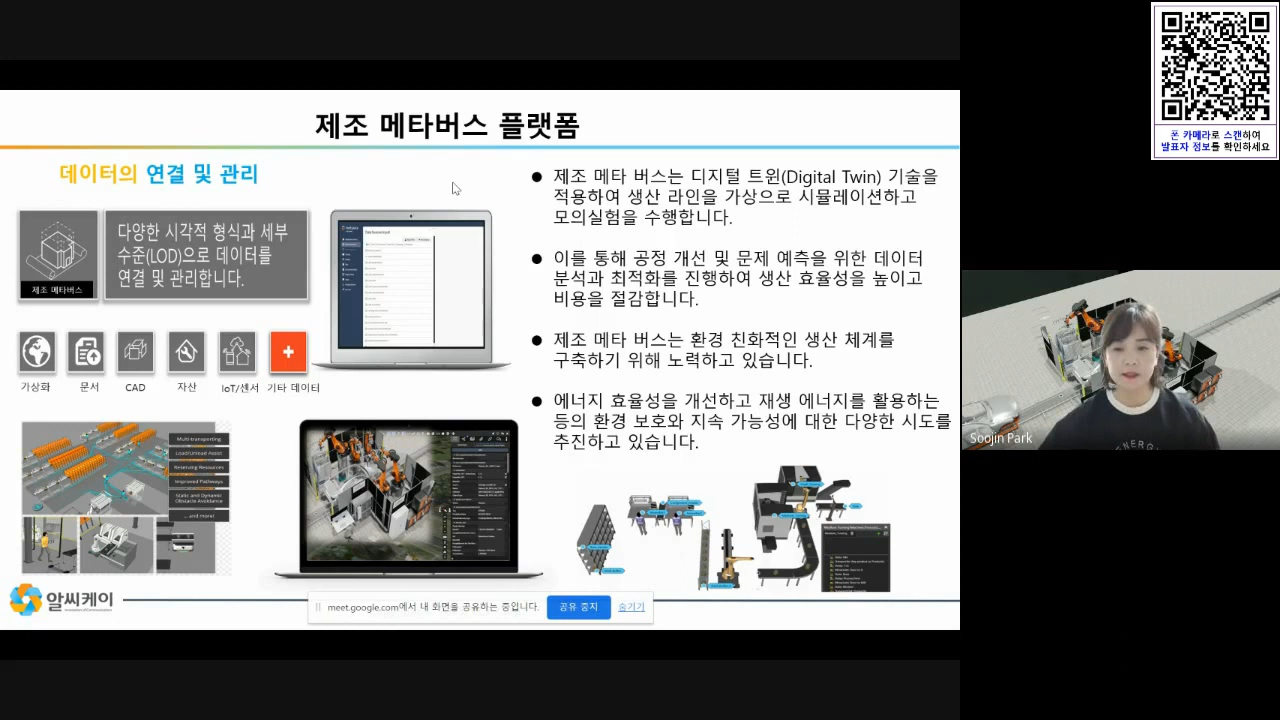 폰 카메라로 스캔하여
발표자 정보를 확인하세요
제조 메타버스 플랫폼
데이터의 연결 및 관리
다양한 시각적 형식과 세부
수준(LOD)으로 데이터를
연결 및 관리합니다.
제조 메타버스
가상화
문서
CAD
자산
IoT/센서
기타 데이터
● 제조 메타 버스는 디지털 트윈(Digital Twin) 기술을
적용하여 생산 라인을 가상으로 시뮬레이션하고
모의실험을 수행합니다.
● 이를 통해 공정 개선 및 문제 예측을 위한 데이터
분석과 최적화를 진행하여 생산 효율성을 높이고
비용을 절감합니다.
● 제조 메타 버스는 환경 친화적인 생산 체계를
구축하기 위해 노력하고 있습니다.
● 에너지 효율성을 개선하고 재생 에너지를 활용하는
등의 환경 보호와 지속 가능성에 대한 다양한 시도를
추진하고 있습니다.
Multi-transporting
Load/Unload Assist
Reserving Resources
Improved Pathways
Static and Dynamic
Obstacle Avoidance
... and more!
알씨케이
meet.google.com에서 내 화면을 공유하는 중입니다.
공유 중지
숨기기
Soojin Park